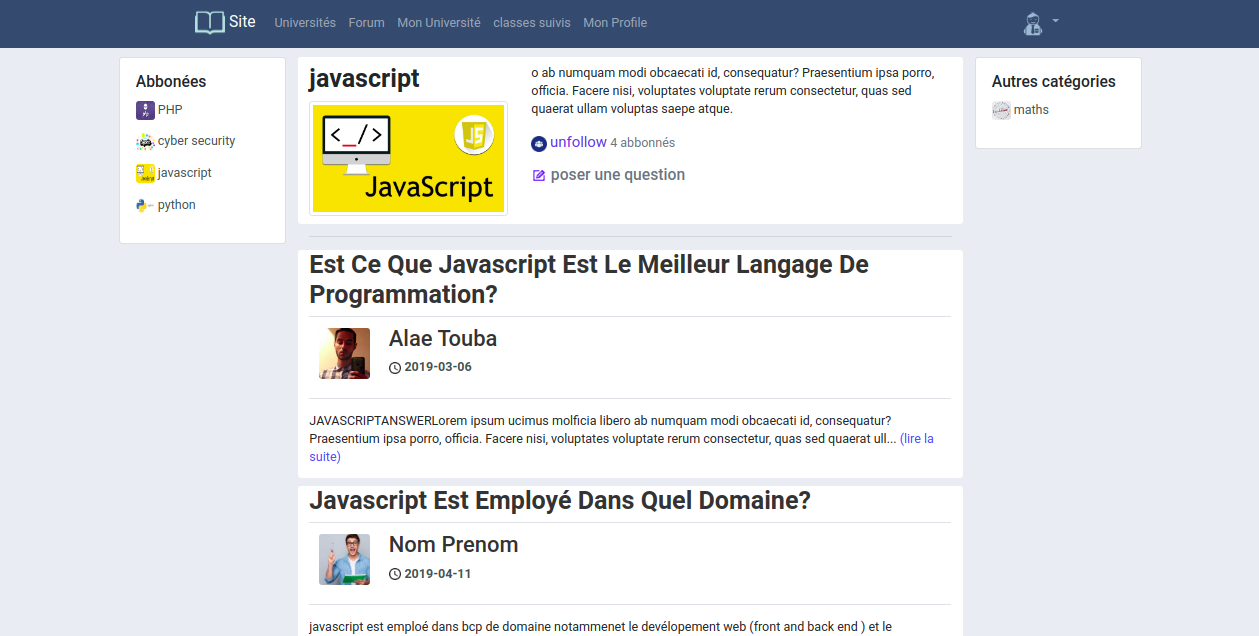 Site Universités Forum Mon Université classes suivis Mon Profile
Abbonées
PHP
cyber security
javascript
python
javascript
< _ / >
JS
JavaScript
o ab numquam modi obcaecati id, consequatur? Praesentium ipsa porro,
officia. Facere nisi, voluptates voluptate rerum consectetur, quas sed
quaerat ullam voluptas saepe atque.
unfollow 4 abbonnés
poser une question
Autres catégories
maths
Est Ce Que Javascript Est Le Meilleur Langage De
Programmation?
Alae Touba
2019-03-06
JAVASCRIPTANSWERLorem ipsum ucimus molficia libero ab numquam modi obcaecati id, consequatur?
Praesentium ipsa porro, officia. Facere nisi, voluptates voluptate rerum consectetur, quas sed quaerat ull... (lire la
suite)
Javascript Est Employé Dans Quel Domaine?
Nom Prenom
2019-04-11
javascript est emploé dans bcp de domaine notammenet le devélopement web (front and back end ) et le